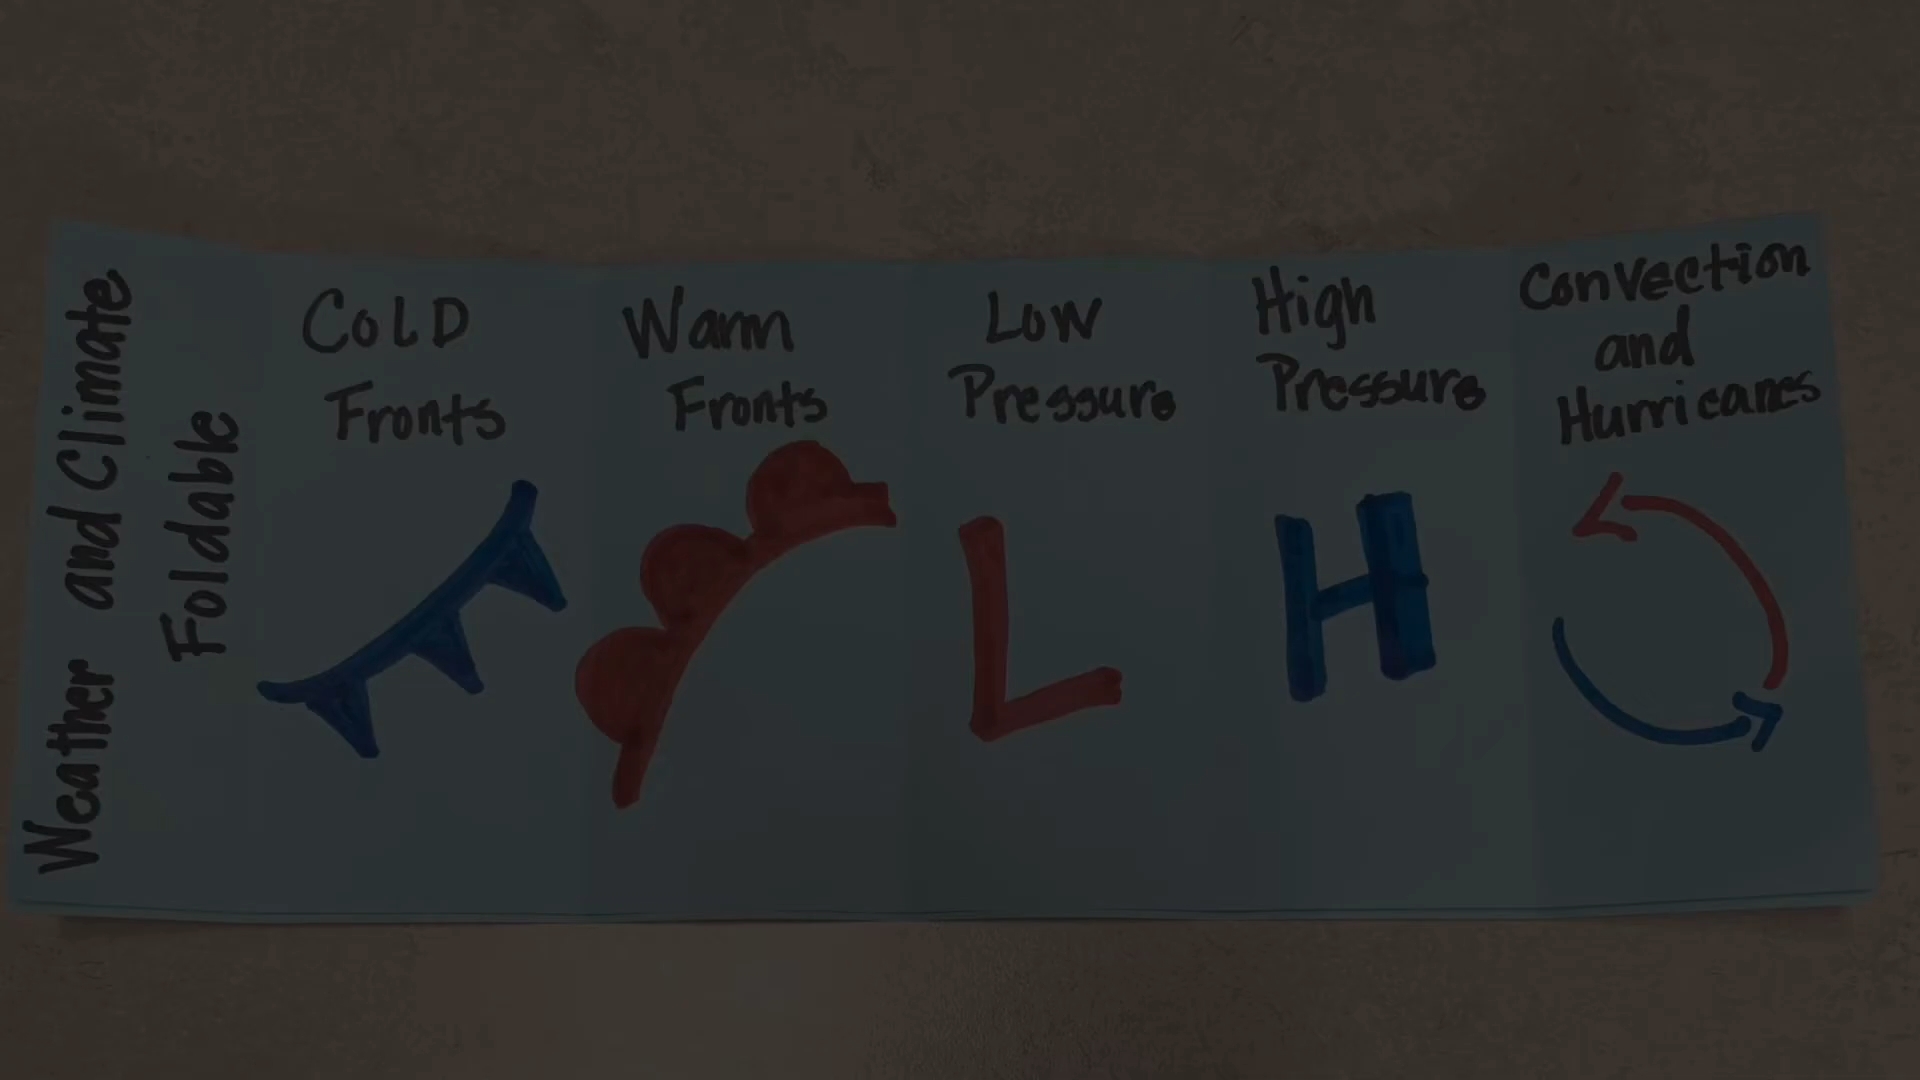 Weather and Climate
Foldable
COLD
Fronts
Warm
Fronts
Low
Pressure
High
Pressure
Convection
and
Hurricanes
L
H